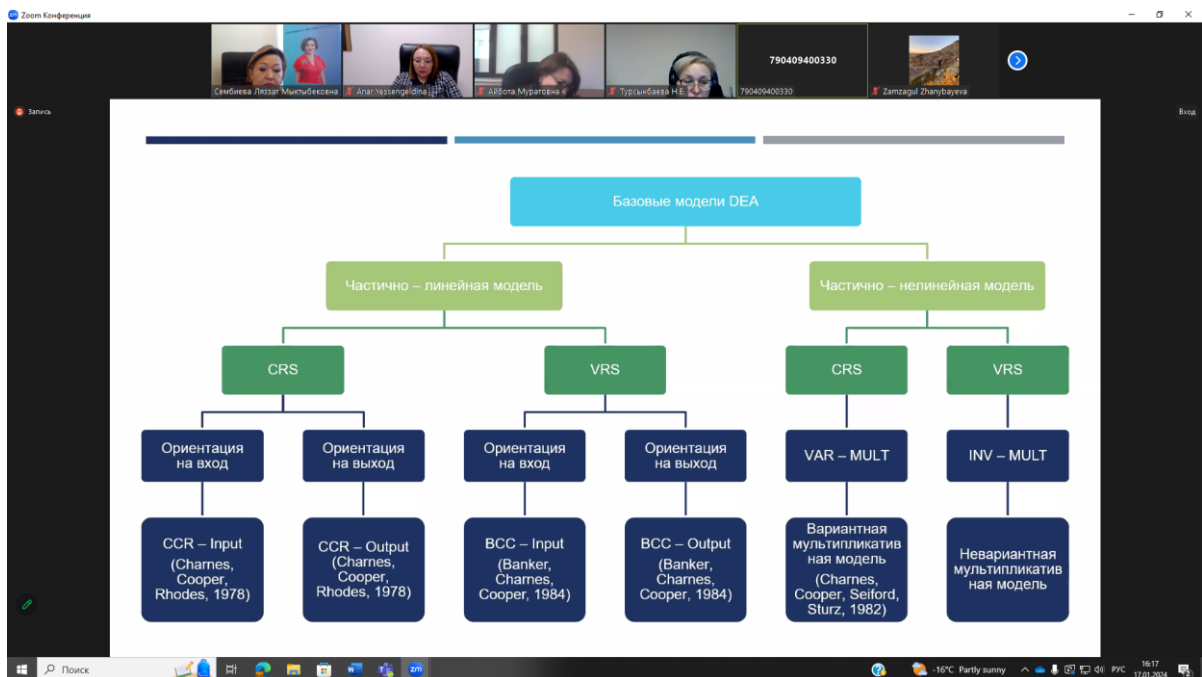 Zoom Конференция
790409400330
Сембиева Ляззат Мыктыбековна
Anar Yessengeldina
Айбота Муратовна
Турсынбаева Н.Е.
790409400330
Zamzagul Zhanybayeva
Запись
Вход
Базовые модели DEA
Частично – линейная модель
Частично – нелинейная модель
CRS
VRS
CRS
VRS
Ориентация
на вход
Ориентация
на выход
Ориентация
на вход
Ориентация
на выход
VAR – MULT
INV – MULT
CCR – Input
(Charnes,
Cooper,
Rhodes, 1978)
CCR – Output
(Charnes,
Cooper,
Rhodes, 1978)
BCC – Input
(Banker,
Charnes,
Cooper, 1984)
BCC – Output
(Banker,
Charnes,
Cooper, 1984)
Вариантная
мультипликатив
ная модель
(Charnes,
Cooper, Seiford,
Sturz, 1982)
Невариантная
мультипликатив
ная модель
Поиск
zm
-16°C Partly sunny
РУС
16:17
17.01.2024